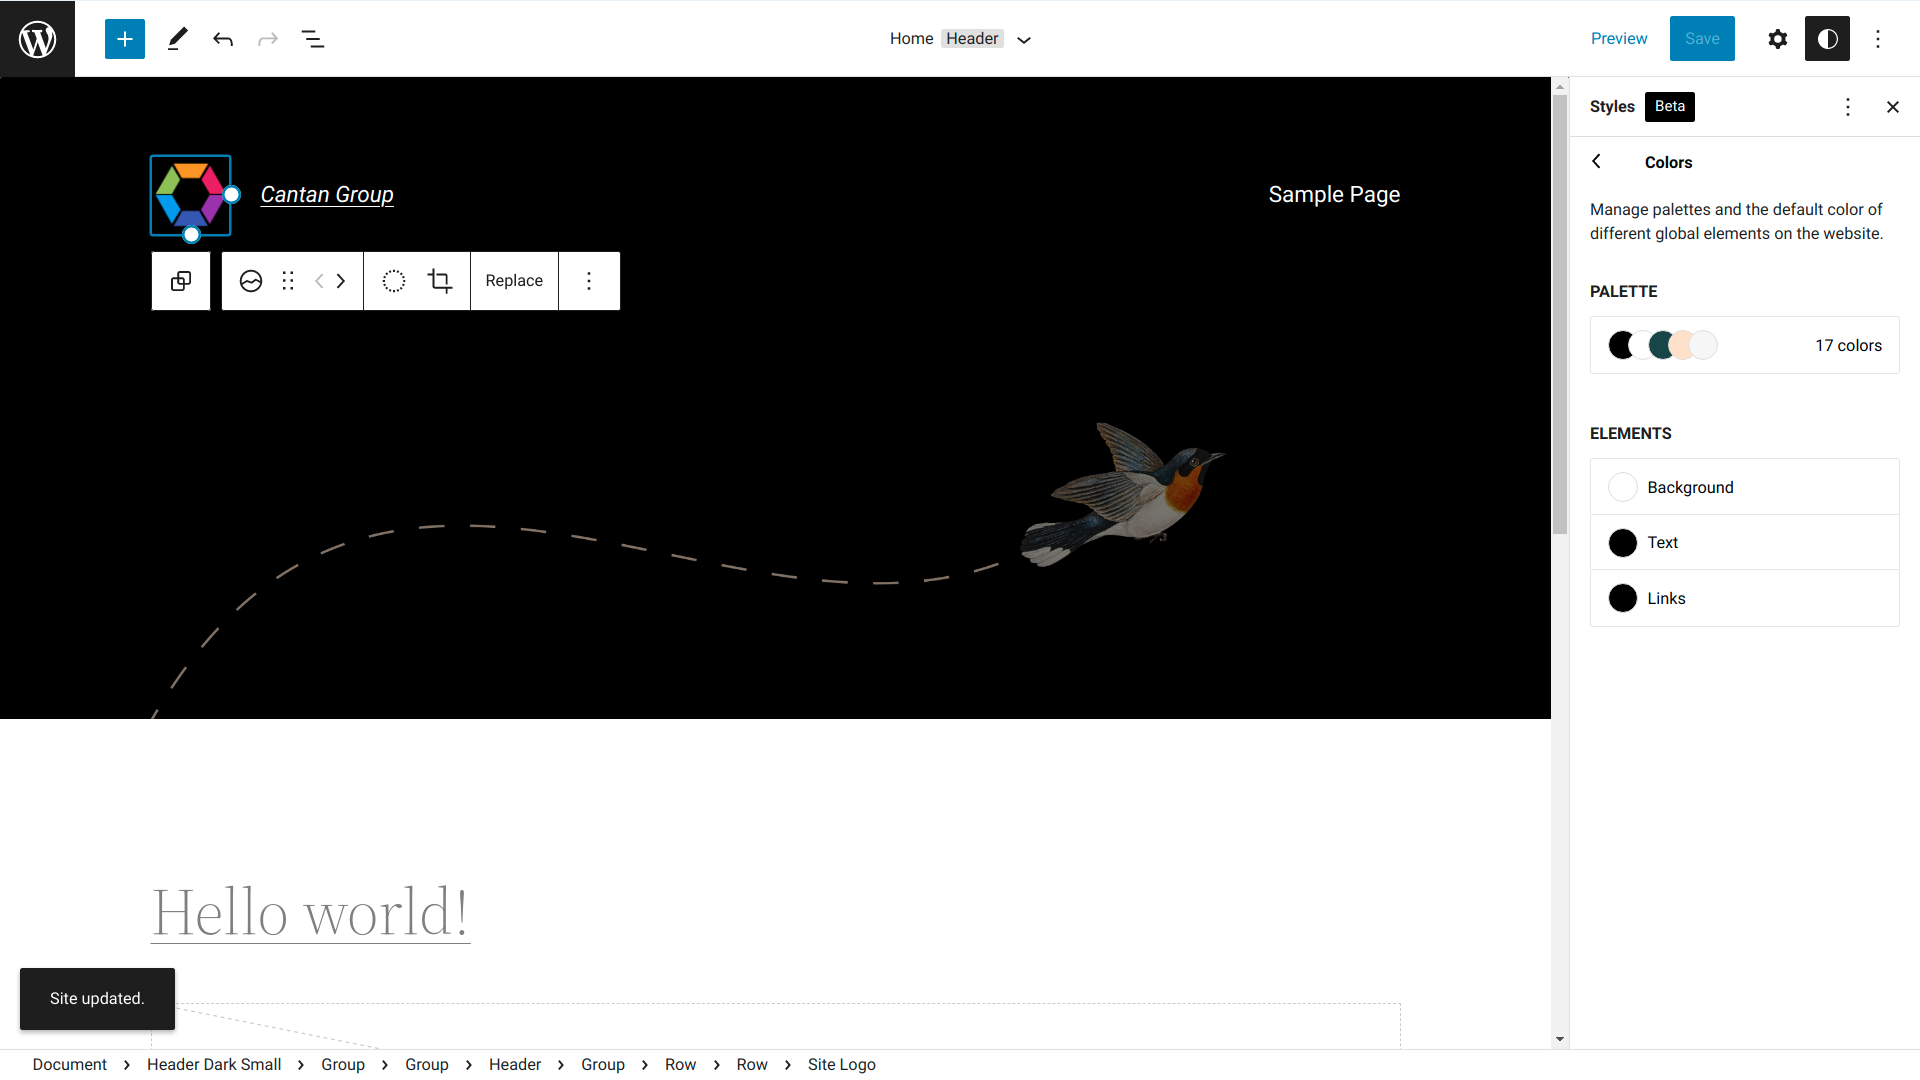 Home Header
Preview
Save
Styles Beta
Colors
Manage palettes and the default color of
different global elements on the website.
PALETTE
17 colors
ELEMENTS
Background
Text
Links
Cantan Group
Sample Page
Replace
Hello world!
Site updated.
Document Header Dark Small Group Group Header Group Row Row Site Logo